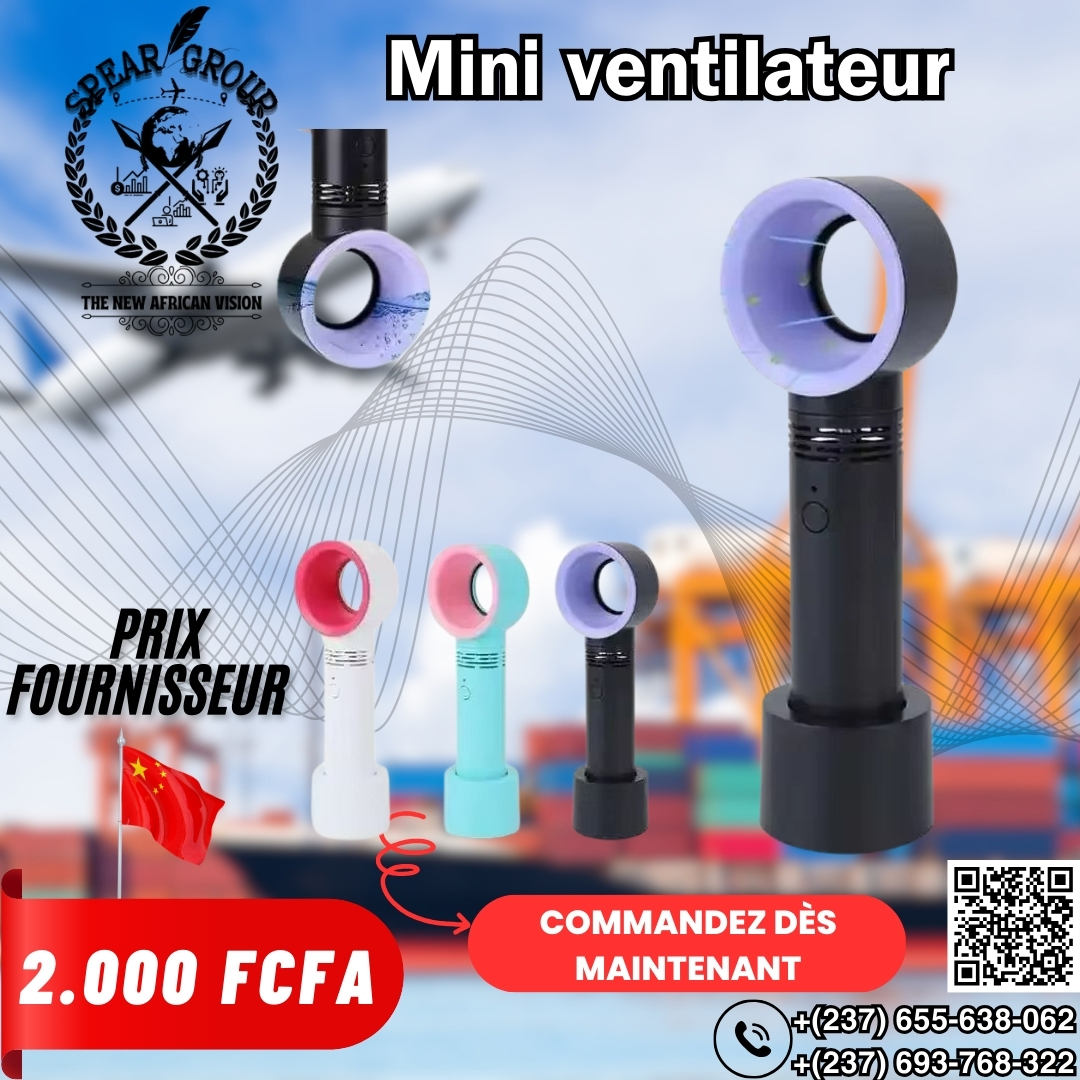 SPEAR GROUP
THE NEW AFRICAN VISION
Mini ventilateur
PRIX
FOURNISSEUR
2.000 FCFA
COMMANDEZ DÈS
MAINTENANT
+(237) 655-638-062
+(237) 693-768-322